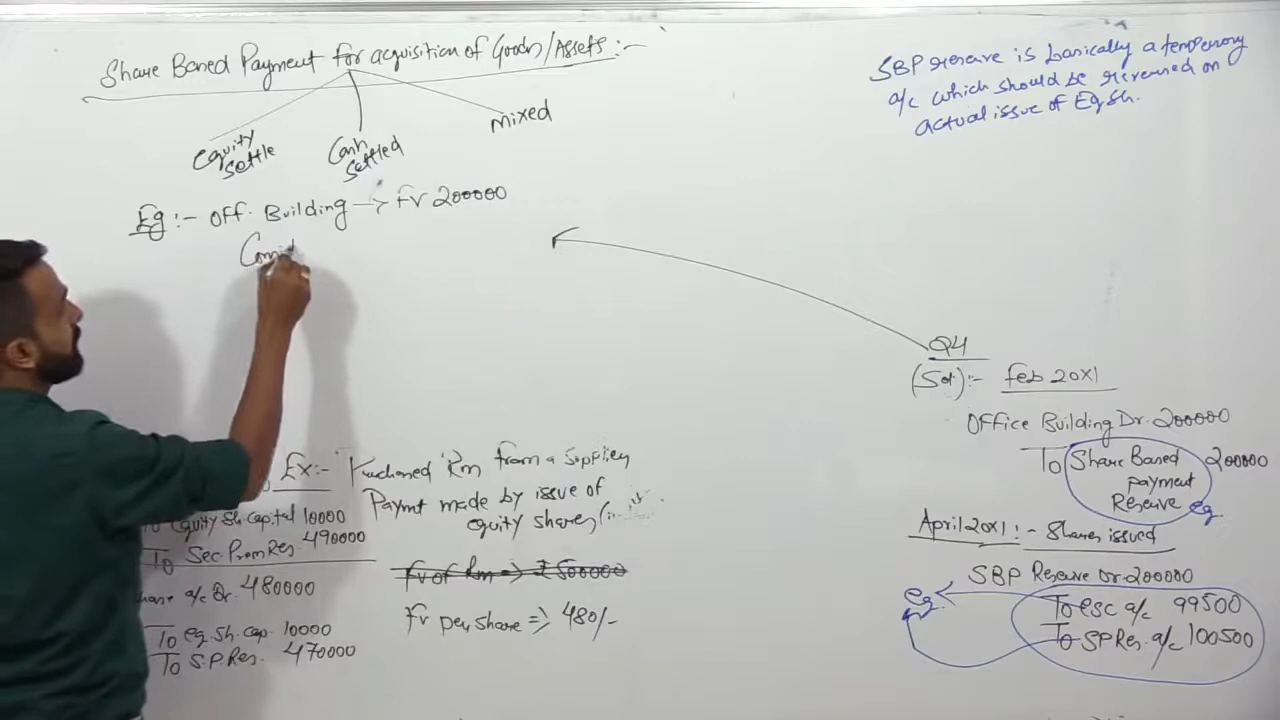 Share Based Payment for acquisition of Goods/Assets :-
Equity Settle
Cash Settled
mixed
Eg :- Off. Building -> FV 200000
SBP reserve is basically a temporory
a/c which should be reversed on
actual issue of Eq Sh.
Ex:- Purchased Rm from a Supplier
Paymt made by issue of
equity shares
FV of Rm => ₹ 500000
FV per share => 480/-
To Equity Sh. Capital 10000
To Sec. Prem Res. 490000
a/c Dr. 480000
To eq. Sh. Cap. 10000
To S.P. Res. 470000
Q4
(Sol) :- Feb 20X1
Office Building Dr. 200000
To Share Based 200000
payment
Reserve eq.
April 20X1 :- Shares issued
SBP Reserve Dr. 200000
eq.
To ESC a/c 99500
To SP Res. a/c 100500